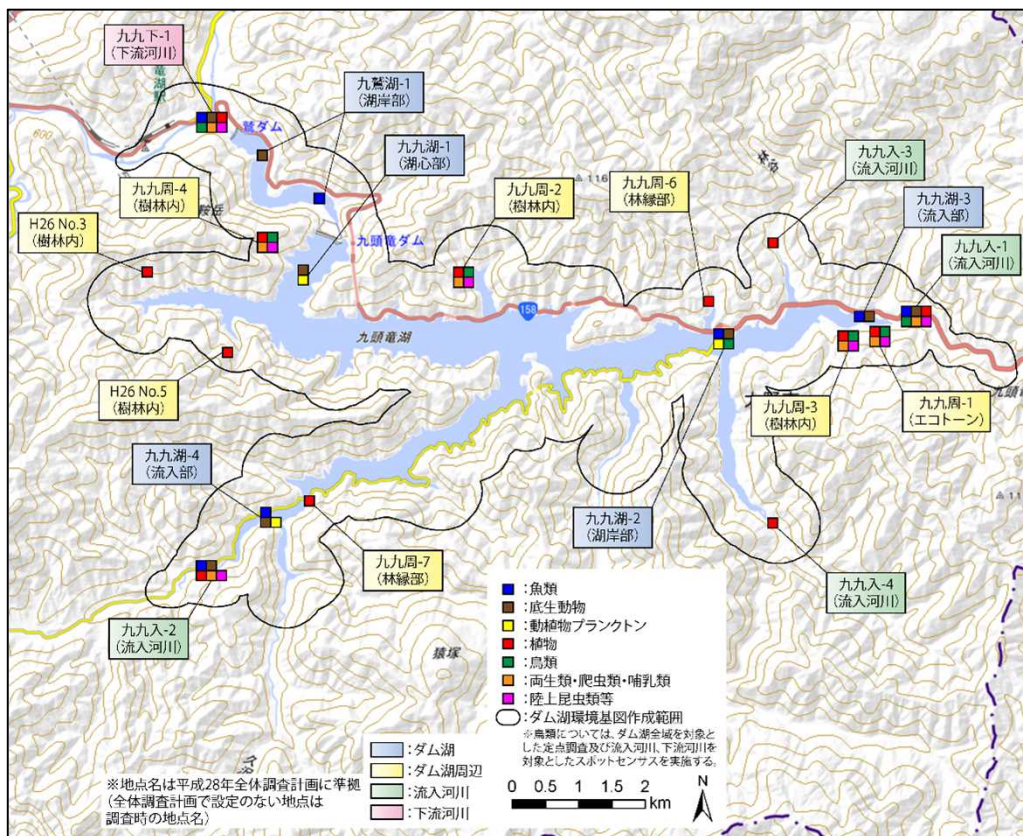 九九下-1
(下流河川)
九鷲湖-1
(湖岸部)
九九湖-1
(湖心部)
鷲ダム
600
九九周-4
(樹林内)
鞍岳
H26 No.3
(樹林内)
九頭竜ダム
九九周-2
(樹林内)
116
九九周-6
(林縁部)
九九入-3
(流入河川)
九九湖-3
(流入部)
九九入-1
(流入河川)
158
九頭竜湖
H26 No.5
(樹林内)
九九周-3
(樹林内)
九九周-1
(エコトーン)
九頭
九九湖-4
(流入部)
九九湖-2
(湖岸部)
11
九九周-7
(林縁部)
九九入-4
(流入河川)
九九入-2
(流入河川)
猿塚
:魚類
:底生動物
:動植物プランクトン
:植物
:鳥類
:両生類・爬虫類・哺乳類
:陸上昆虫類等
:ダム湖環境基図作成範囲
※鳥類については、ダム湖全域を対象と
した定点調査及び流入河川、下流河川を
対象としたスポットセンサスを実施する。
:ダム湖
:ダム湖周辺
:流入河川
:下流河川
0 0.5 1 1.5 2
km
N
※地点名は平成28年全体調査計画に準拠
(全体調査計画で設定のない地点は
調査時の地点名)